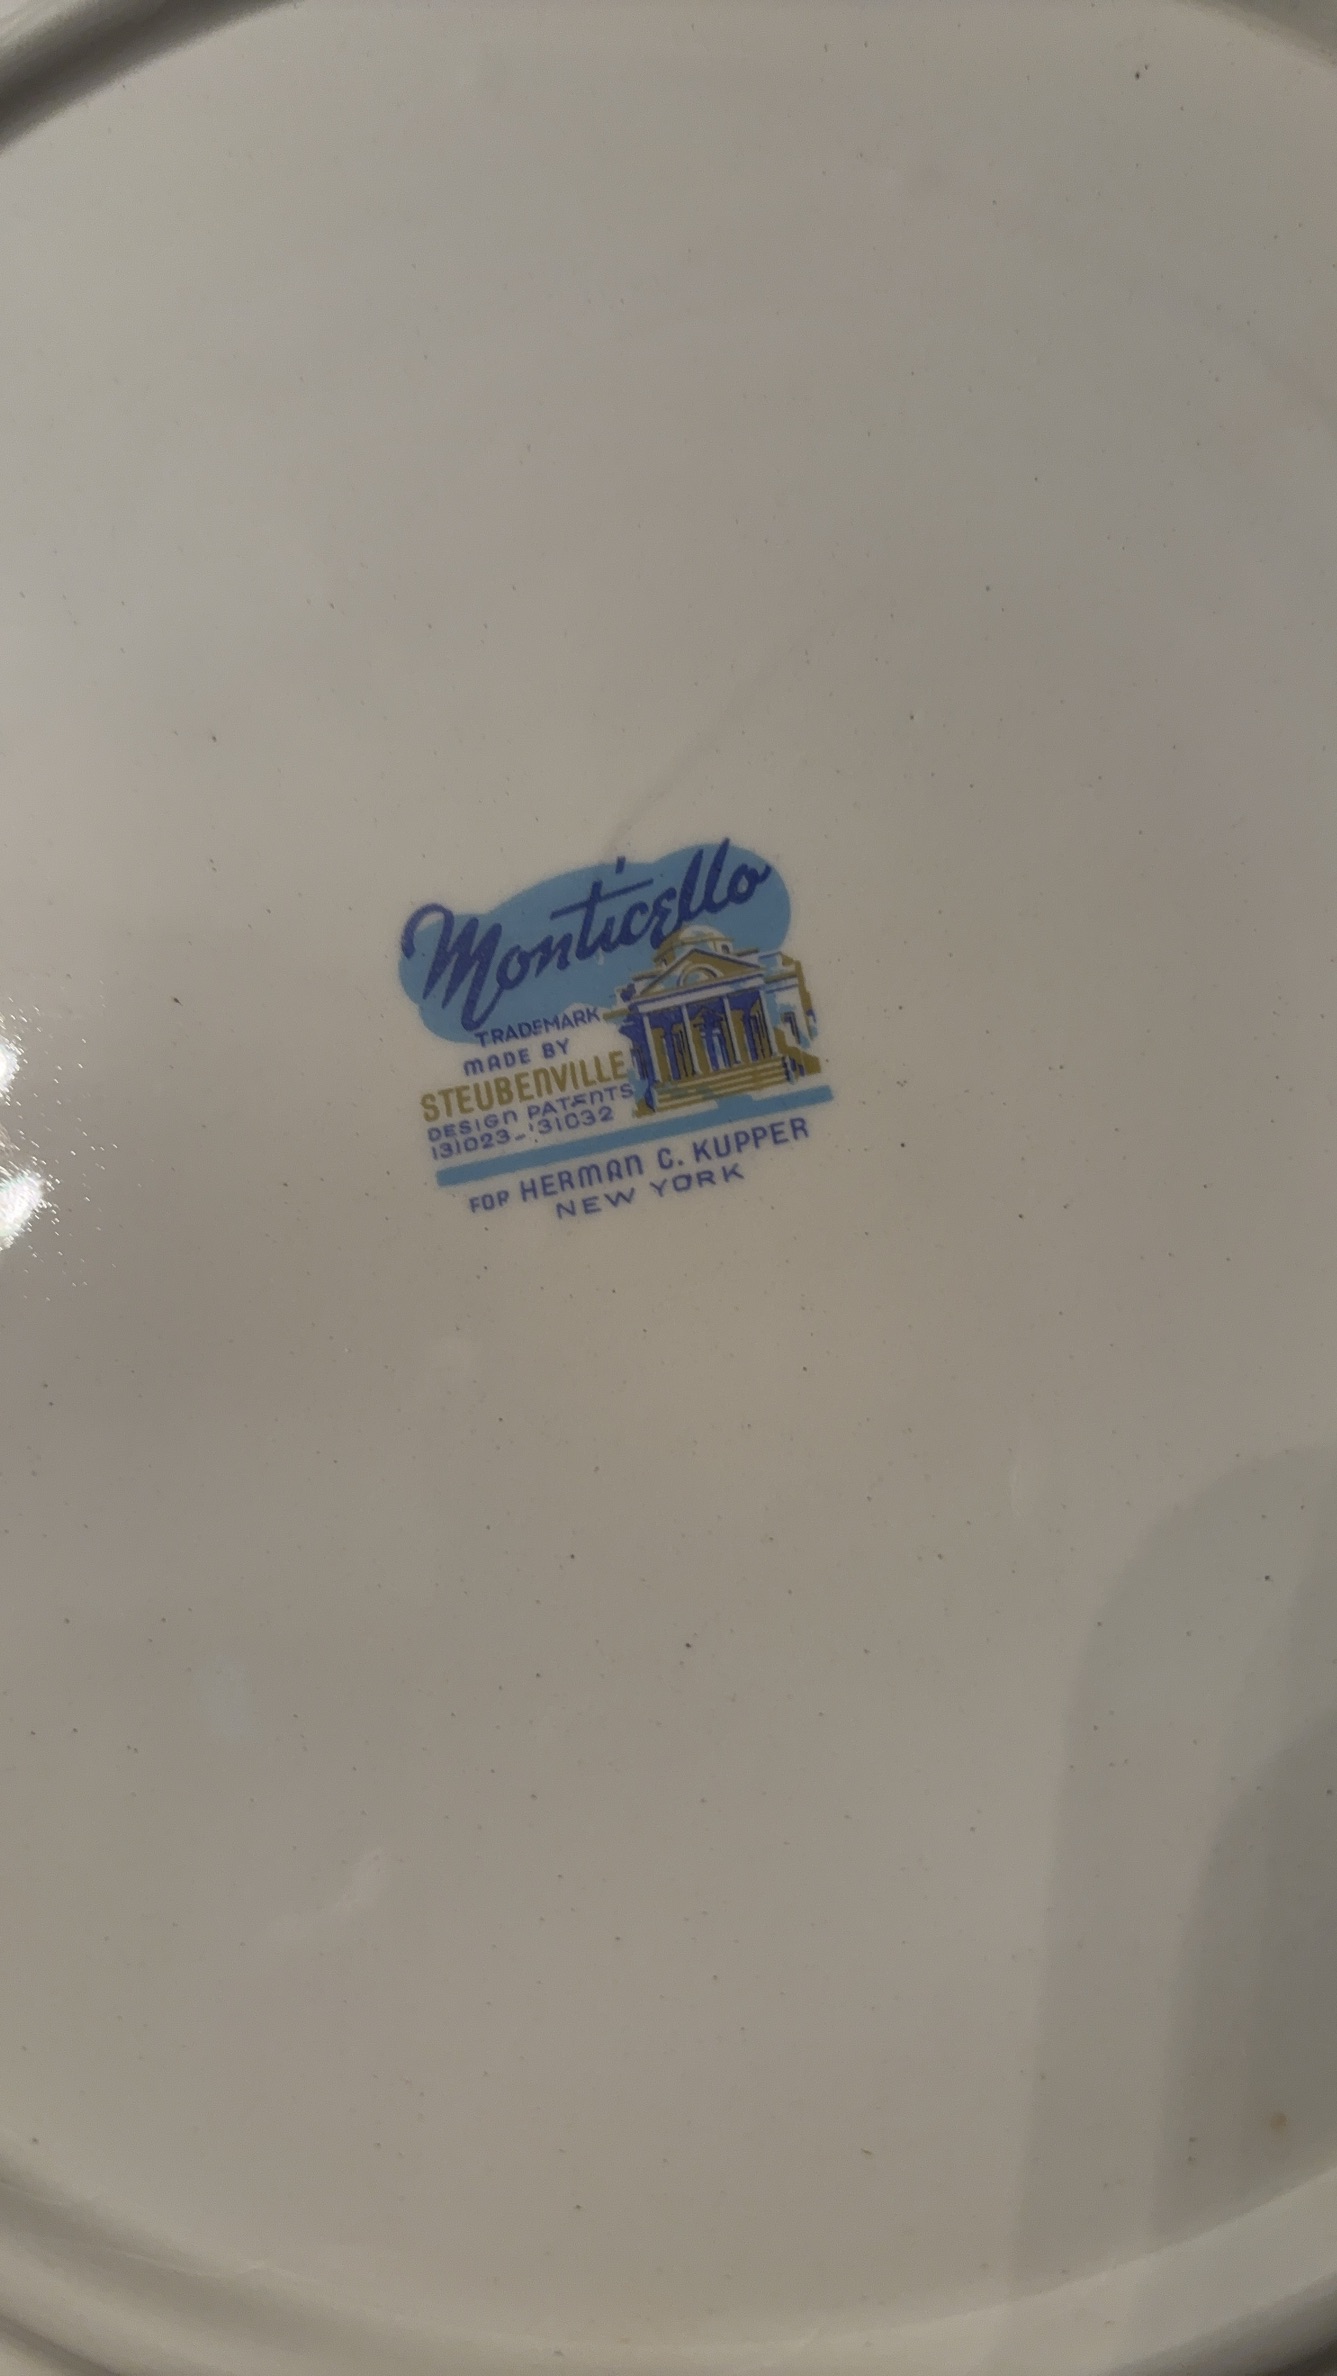 Monticello
TRADEMARK
MADE BY
STEUBENVILLE
DESIGN PATENTS
131023-131032
FOR HERMAN C. KUPPER
NEW YORK